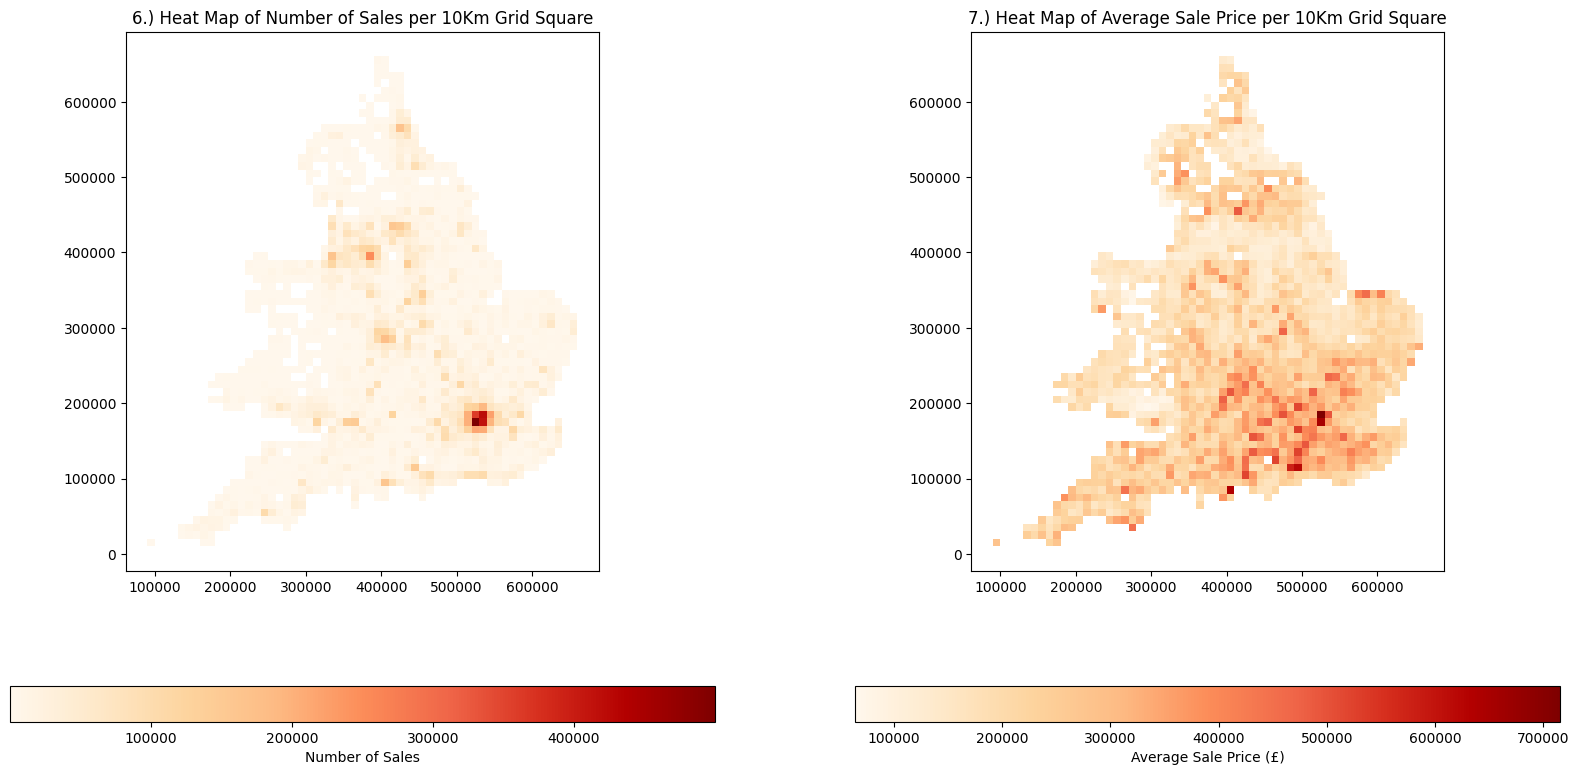 6.) Heat Map of Number of Sales per 10Km Grid Square
600000
500000
400000
300000
200000
100000
0
100000 200000 300000 400000 500000 600000
100000 200000 300000 400000
Number of Sales
7.) Heat Map of Average Sale Price per 10Km Grid Square
600000
500000
400000
300000
200000
100000
0
100000 200000 300000 400000 500000 600000
100000 200000 300000 400000 500000 600000 700000
Average Sale Price (£)